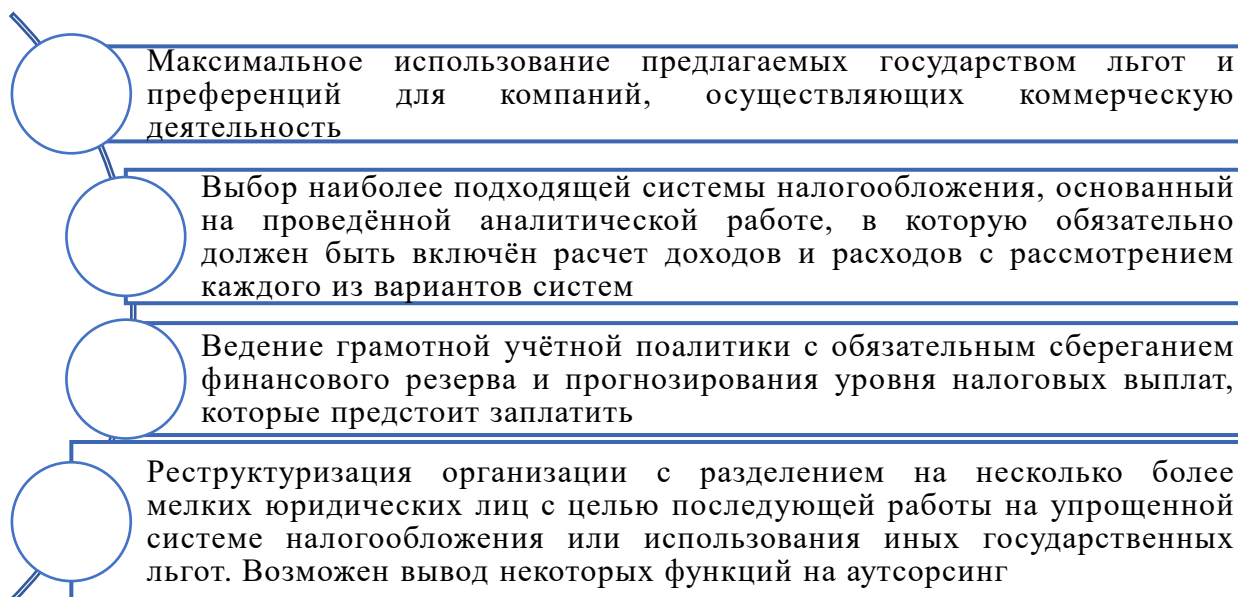 Максимальное использование предлагаемых государством льгот и
преференций для компаний, осуществляющих коммерческую
деятельность
Выбор наиболее подходящей системы налогообложения, основанный
на проведённой аналитической работе, в которую обязательно
должен быть включён расчет доходов и расходов с рассмотрением
каждого из вариантов систем
Ведение грамотной учётной поалитики с обязательным сбереганием
финансового резерва и прогнозирования уровня налоговых выплат,
которые предстоит заплатить
Реструктуризация организации с разделением на несколько более
мелких юридических лиц с целью последующей работы на упрощенной
системе налогообложения или использования иных государственных
льгот. Возможен вывод некоторых функций на аутсорсинг